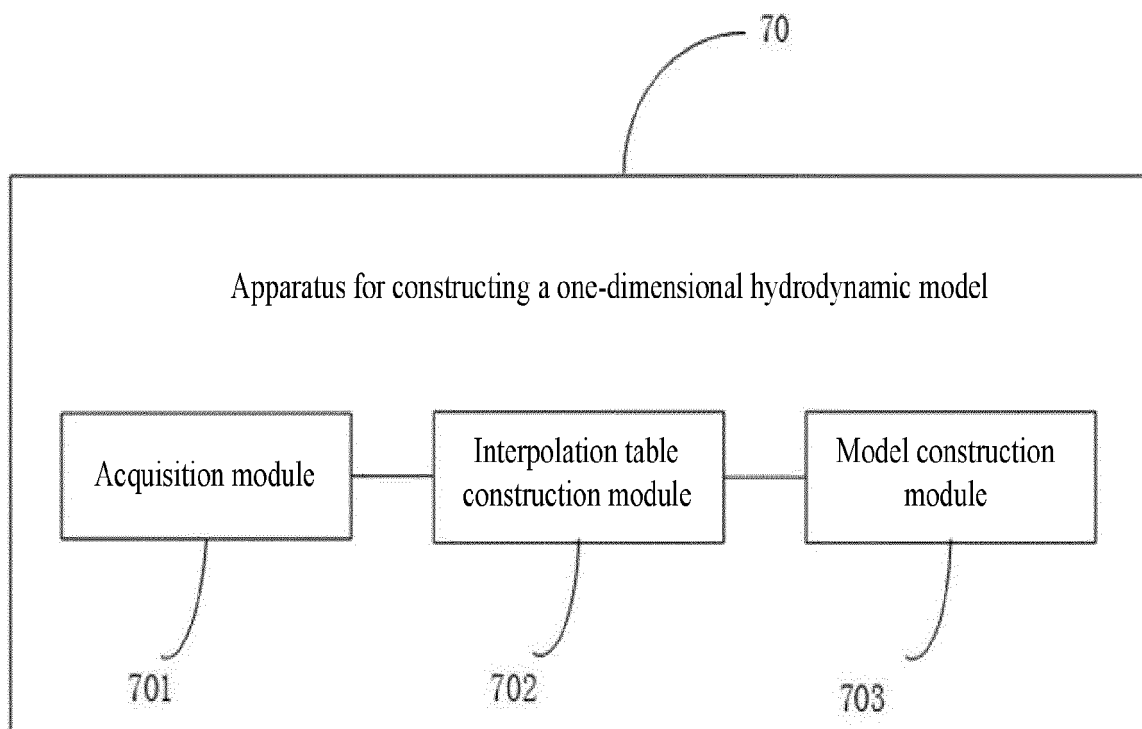 70
Apparatus for constructing a one-dimensional hydrodynamic model
Acquisition module
Interpolation table
construction module
Model construction
module
701
702
703